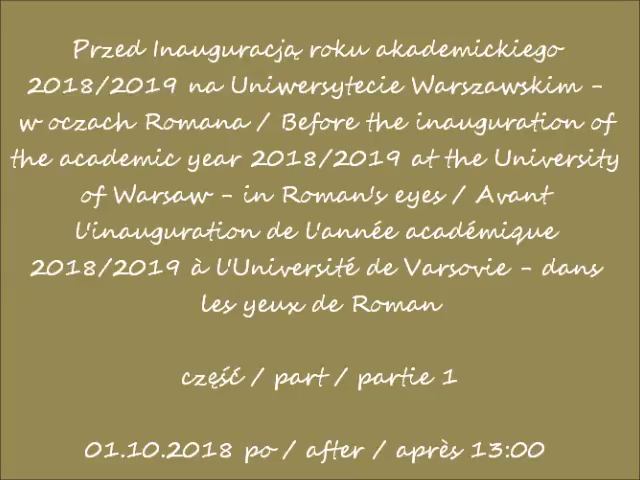 Przed Inauguracją roku akademickiego
2018/2019 na Uniwersytecie Warszawskim -
w oczach Romana / Before the inauguration of
the academic year 2018/2019 at the University
of Warsaw - in Roman's eyes / Avant
l'inauguration de l'année académique
2018/2019 à l'Université de Varsovie - dans
les yeux de Roman
część / part / partie 1
01.10.2018 po / after / après 13:00